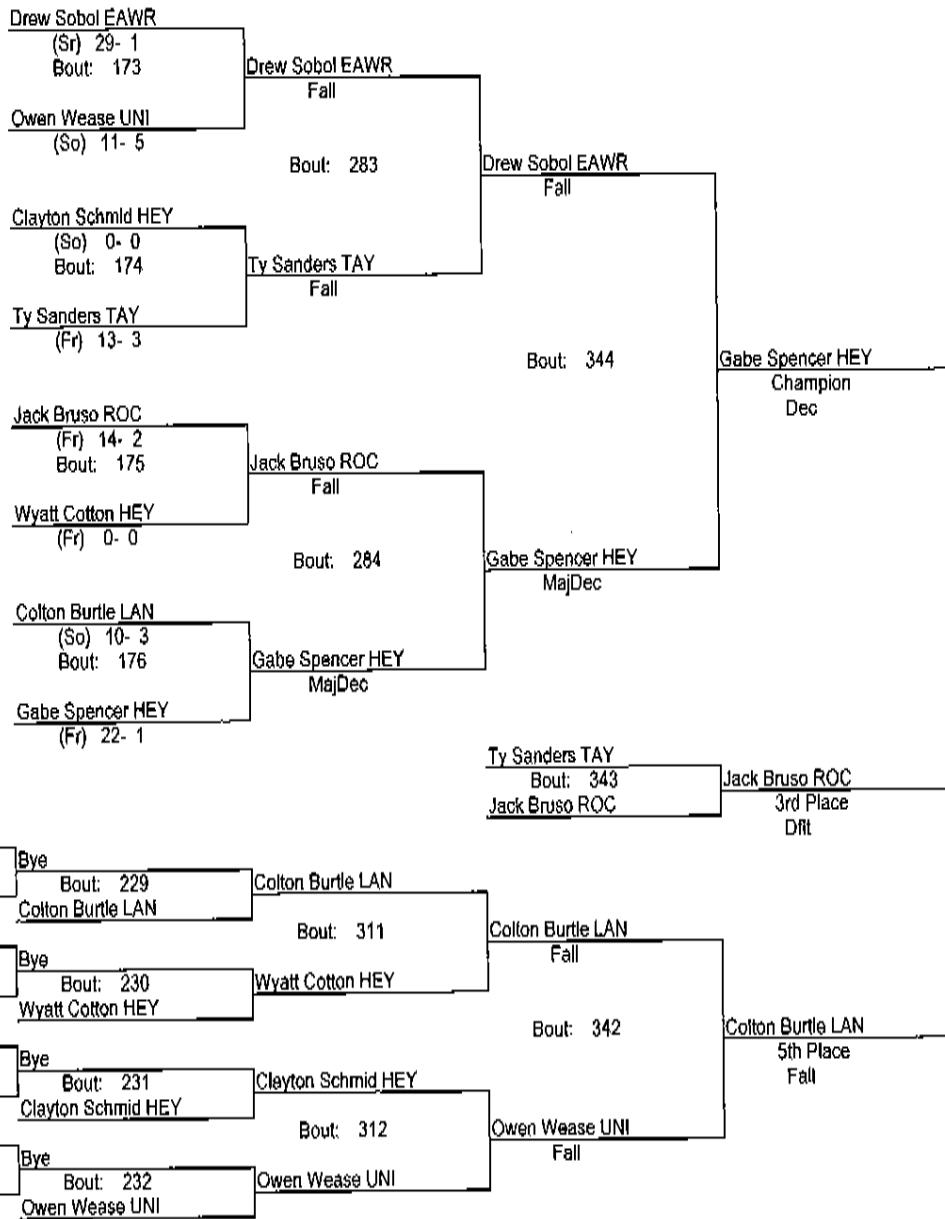 Drew Sobol EAWR
(Sr) 29- 1
Bout: 173
Drew Sobol EAWR
Fall
Owen Wease UNI
(So) 11- 5
Bout: 283
Drew Sobol EAWR
Fall
Clayton Schmid HEY
(So) 0- 0
Bout: 174
Ty Sanders TAY
Fall
Ty Sanders TAY
(Fr) 13- 3
Bout: 344
Gabe Spencer HEY
Champion
Dec
Jack Bruso ROC
(Fr) 14- 2
Bout: 175
Jack Bruso ROC
Fall
Wyatt Cotton HEY
(Fr) 0- 0
Bout: 284
Gabe Spencer HEY
MajDec
Colton Burtle LAN
(So) 10- 3
Bout: 176
Gabe Spencer HEY
MajDec
Gabe Spencer HEY
(Fr) 22- 1
Ty Sanders TAY
Bout: 343
Jack Bruso ROC
Jack Bruso ROC
3rd Place
Dflt
Bye
Bout: 229
Colton Burtle LAN
Colton Burtle LAN
Bout: 311
Colton Burtle LAN
Fall
Bye
Bout: 230
Wyatt Cotton HEY
Wyatt Cotton HEY
Bout: 342
Colton Burtle LAN
5th Place
Fall
Bye
Bout: 231
Clayton Schmid HEY
Clayton Schmid HEY
Bout: 312
Owen Wease UNI
Fall
Bye
Bout: 232
Owen Wease UNI
Owen Wease UNI